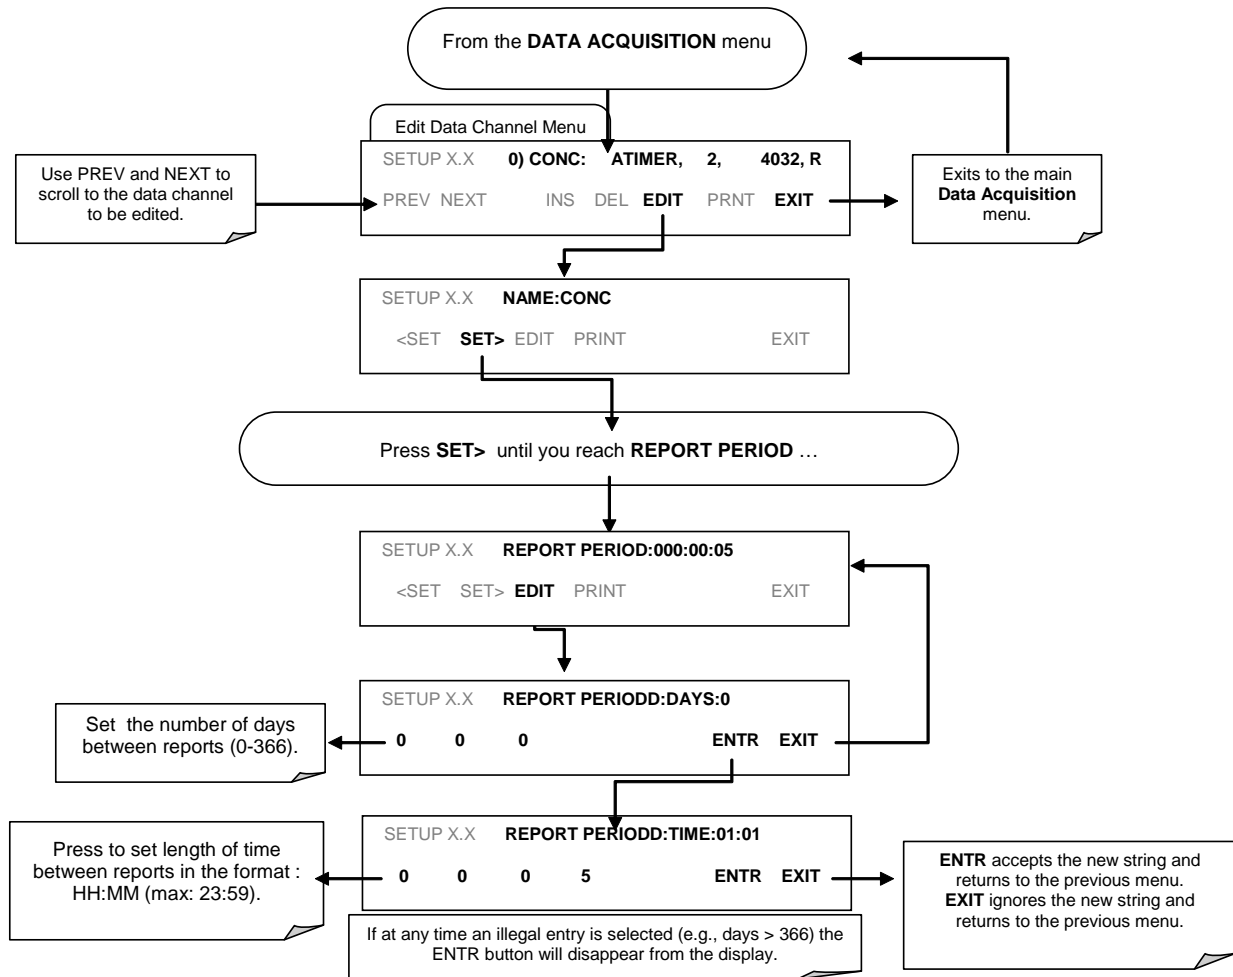 From the DATA ACQUISITION menu
Edit Data Channel Menu
SETUP X.X 0) CONC: ATIMER, 2, 4032, R
PREV NEXT INS DEL EDIT PRNT EXIT
Use PREV and NEXT to
scroll to the data channel
to be edited.
Exits to the main
Data Acquisition
menu.
SETUP X.X NAME:CONC
<SET SET> EDIT PRINT EXIT
Press SET> until you reach REPORT PERIOD …
SETUP X.X REPORT PERIOD:000:00:05
<SET SET> EDIT PRINT EXIT
SETUP X.X REPORT PERIODD:DAYS:0
0 0 0 ENTR EXIT
Set the number of days
between reports (0-366).
SETUP X.X REPORT PERIODD:TIME:01:01
0 0 0 5 ENTR EXIT
Press to set length of time
between reports in the format :
HH:MM (max: 23:59).
ENTR accepts the new string and
returns to the previous menu.
EXIT ignores the new string and
returns to the previous menu.
If at any time an illegal entry is selected (e.g., days > 366) the
ENTR button will disappear from the display.